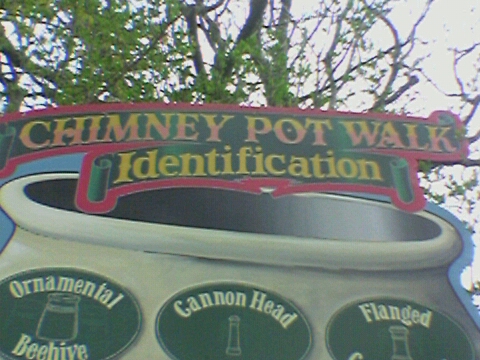 CHIMNEY POT WALK
Identification
Ornamental
Beehive
Cannon Head
Flanged